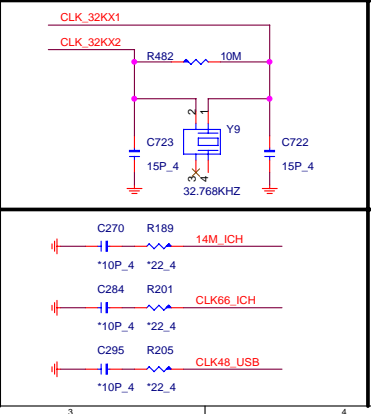 CLK_32KX1
CLK_32KX2
R482 10M
2 1
Y9
C723 C722
15P_4 15P_4
3 4
32.768KHZ
C270 R189
14M_ICH
*10P_4 *22_4
C284 R201
CLK66_ICH
*10P_4 *22_4
C295 R205
CLK48_USB
*10P_4 *22_4
3 4